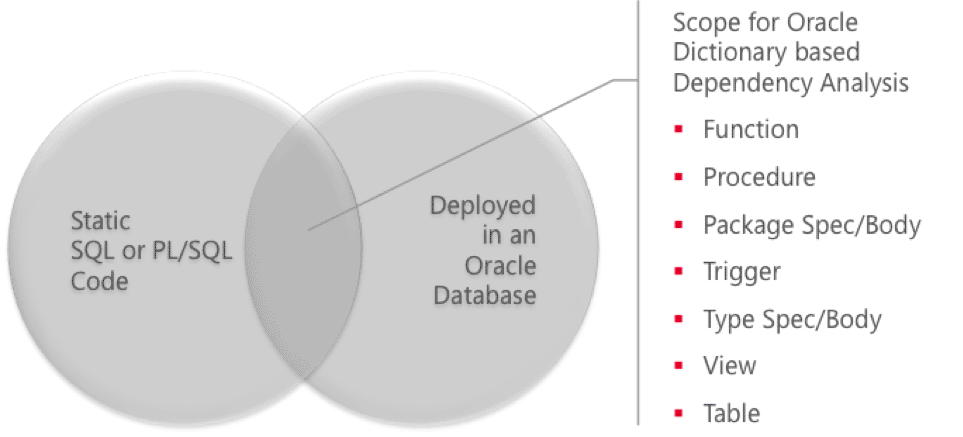 Static
SQL or PL/SQL
Code
Deployed
in an
Oracle
Database
Scope for Oracle
Dictionary based
Dependency Analysis
Function
Procedure
Package Spec/Body
Trigger
Type Spec/Body
View
Table